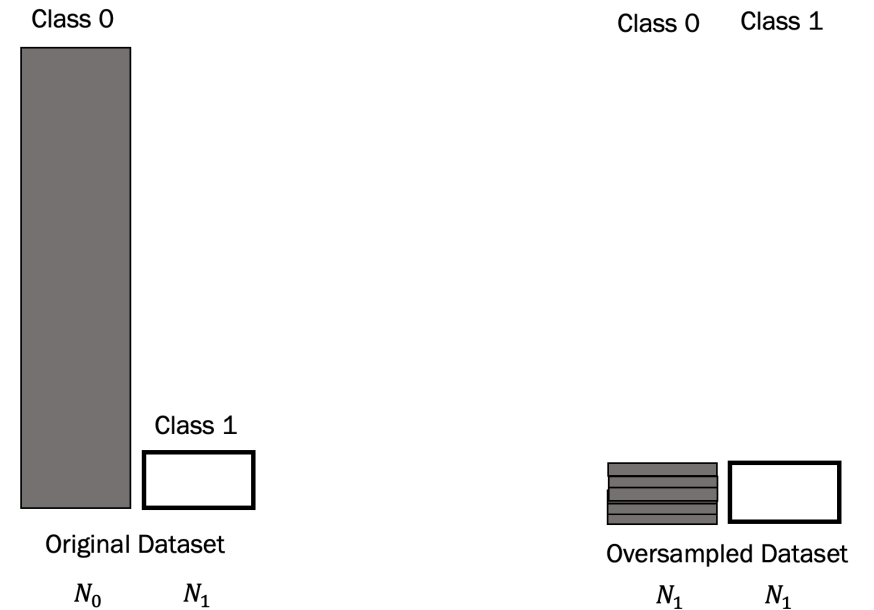 Class 0
Class 1
Original Dataset
N₀ N₁
Class 0 Class 1
Oversampled Dataset
N₁ N₁